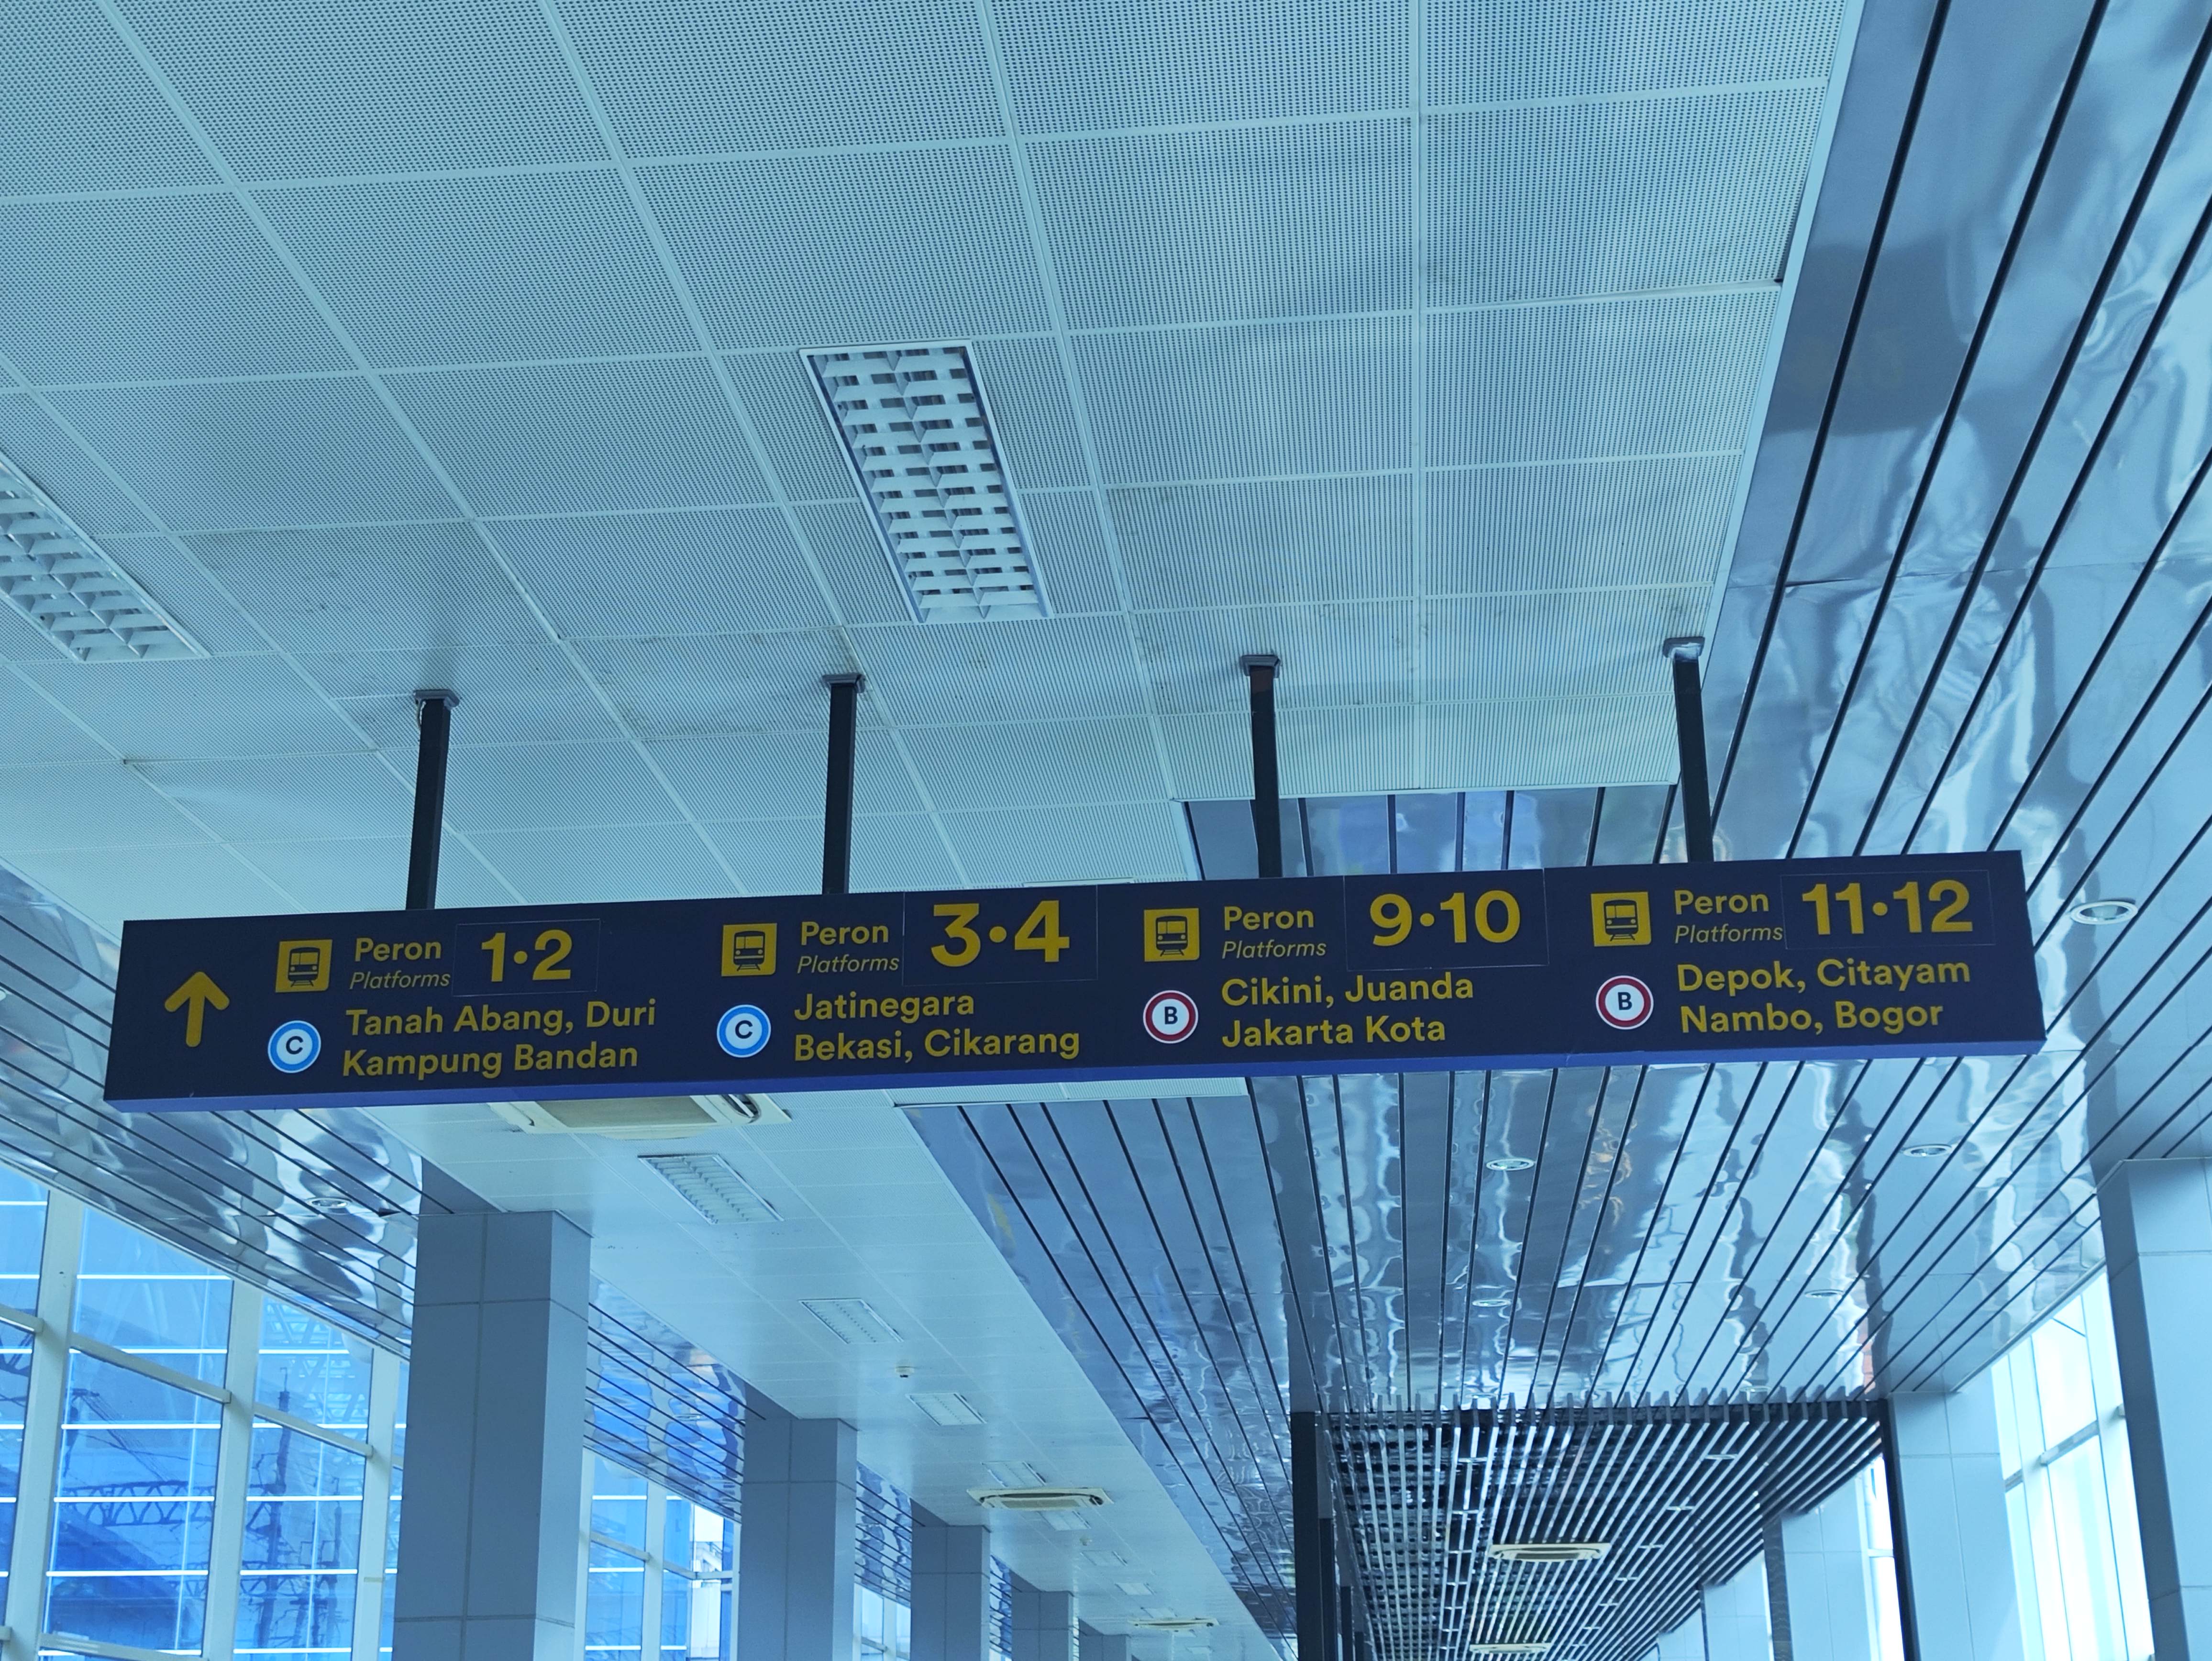 Peron 1•2
Platforms
C Tanah Abang, Duri
Kampung Bandan
Peron 3•4
Platforms
C Jatinegara
Bekasi, Cikarang
Peron 9•10
Platforms
B Cikini, Juanda
Jakarta Kota
Peron 11•12
Platforms
B Depok, Citayam
Nambo, Bogor